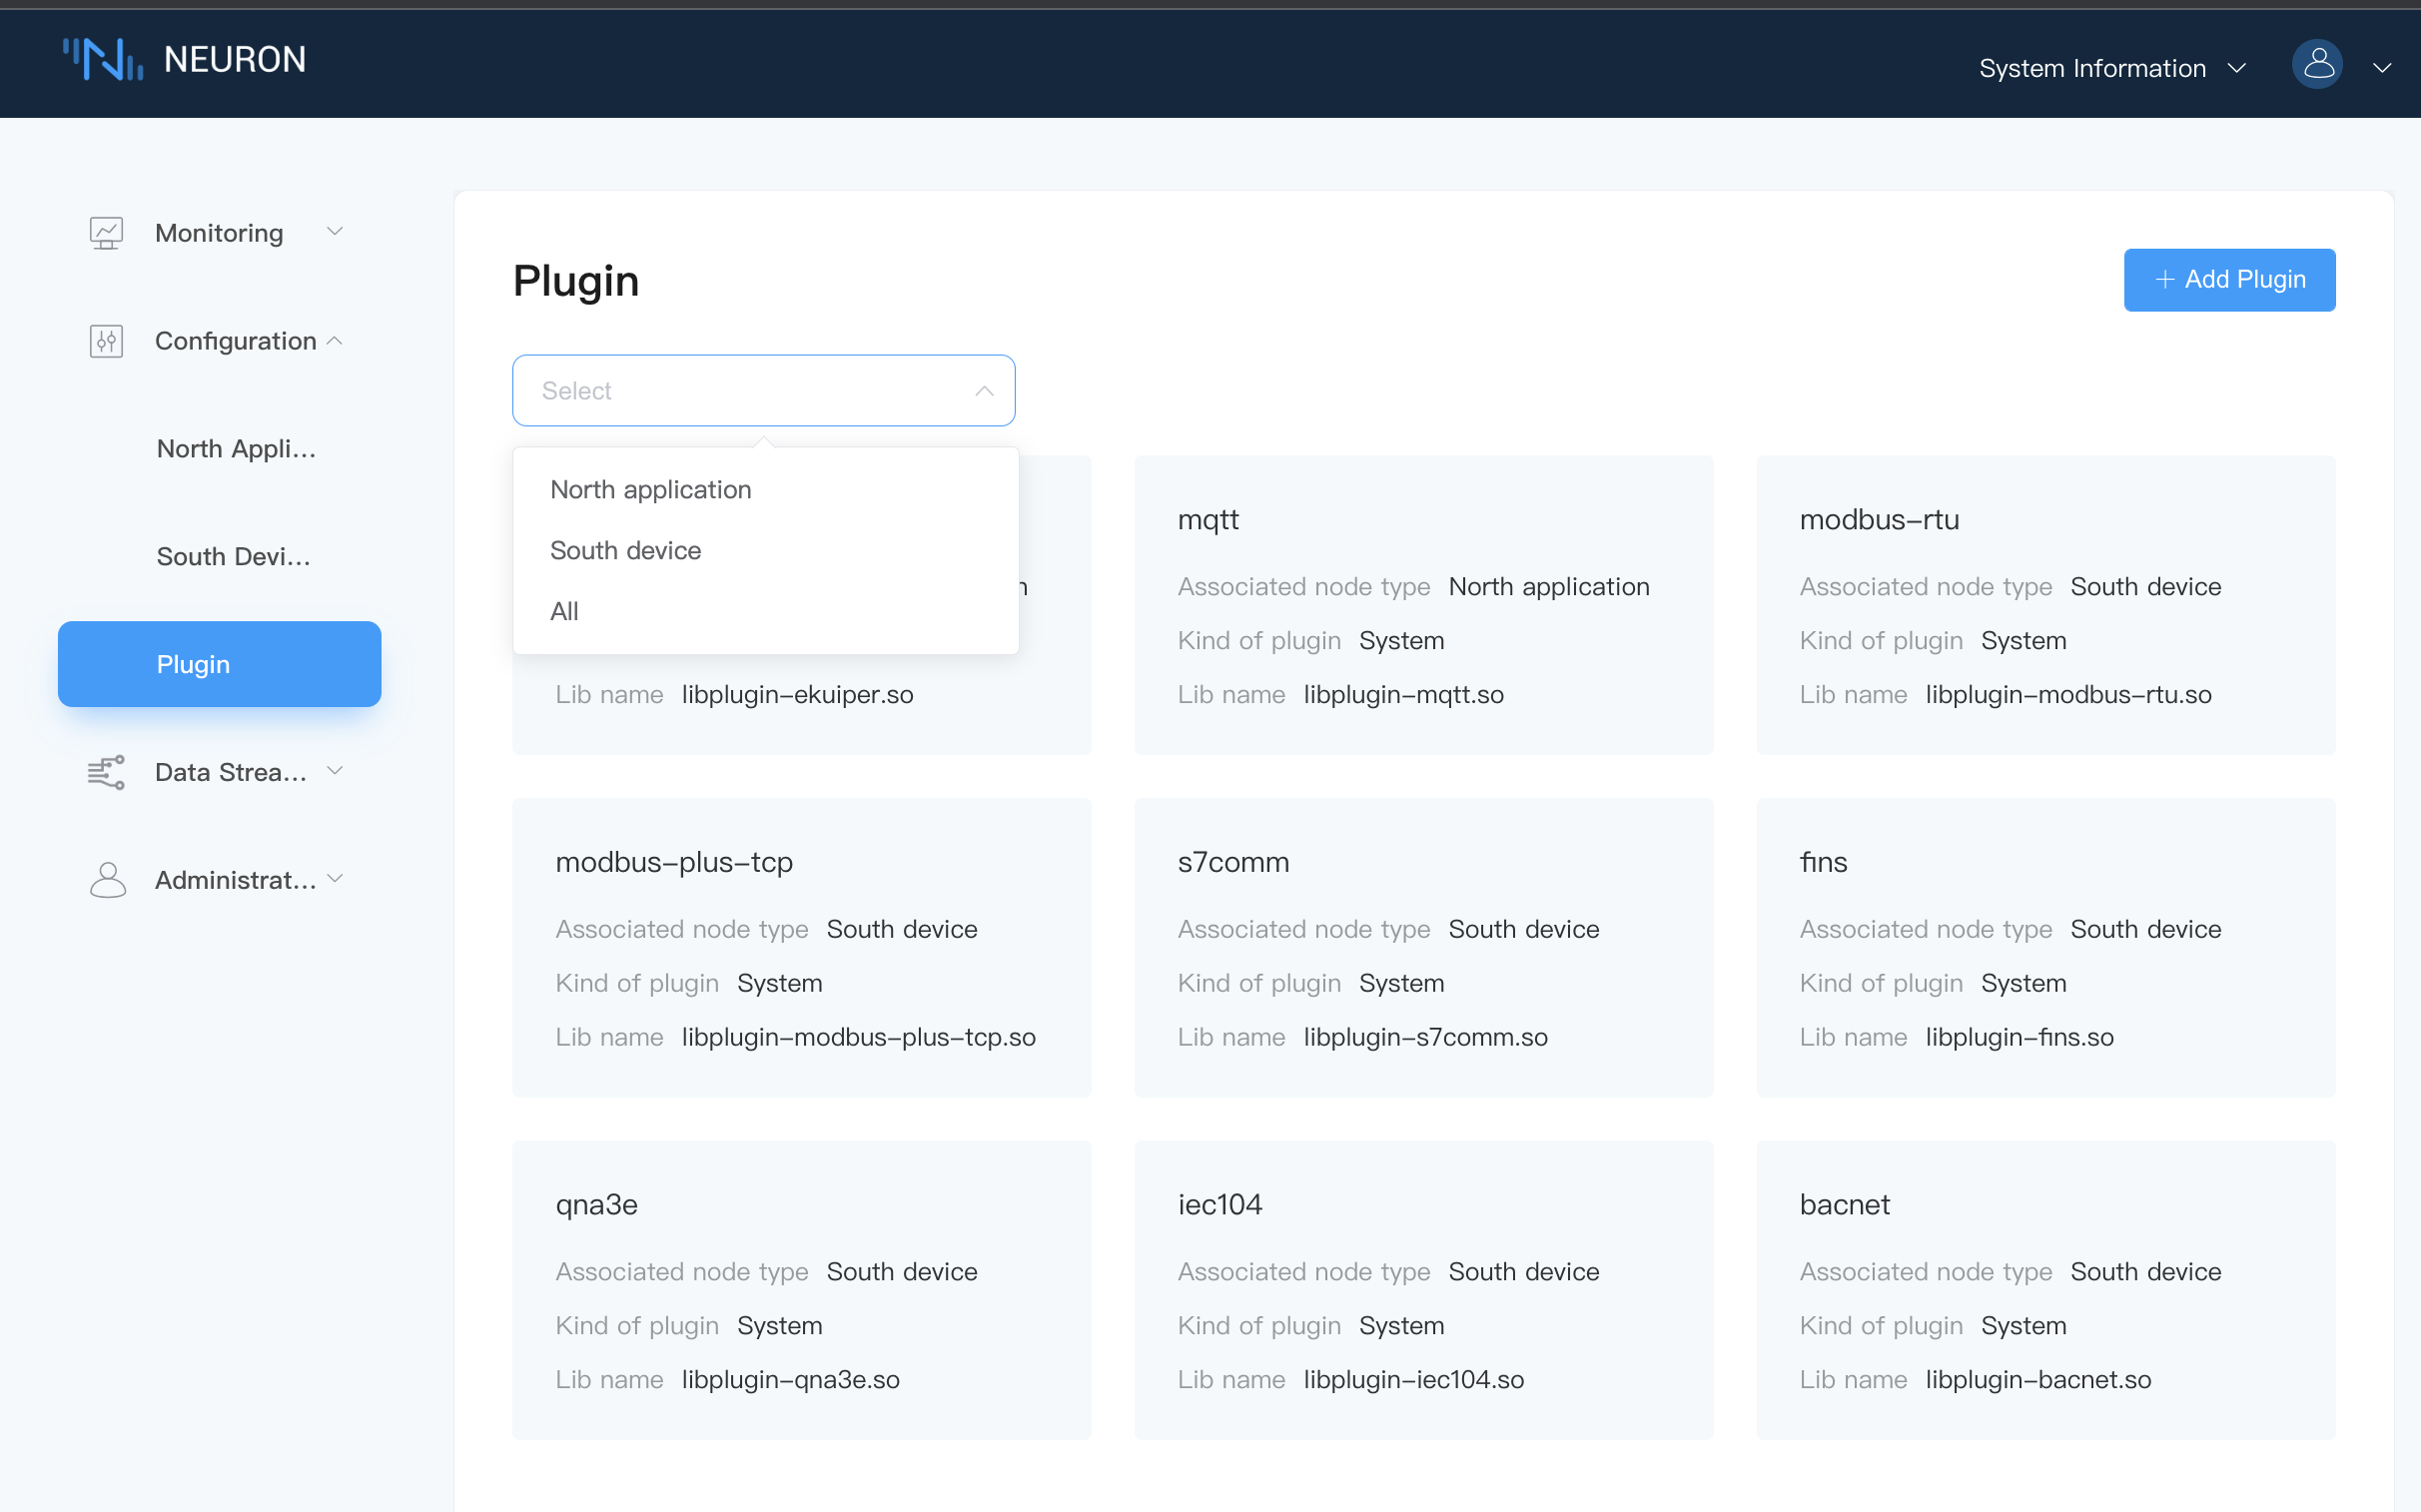 NEURON
System Information
Monitoring
Configuration
North Appli...
South Devi...
Plugin
Data Strea...
Administrat...
Plugin
+ Add Plugin
Select
North application
South device
All
n
Lib name libplugin-ekuiper.so
mqtt
Associated node type North application
Kind of plugin System
Lib name libplugin-mqtt.so
modbus-rtu
Associated node type South device
Kind of plugin System
Lib name libplugin-modbus-rtu.so
modbus-plus-tcp
Associated node type South device
Kind of plugin System
Lib name libplugin-modbus-plus-tcp.so
s7comm
Associated node type South device
Kind of plugin System
Lib name libplugin-s7comm.so
fins
Associated node type South device
Kind of plugin System
Lib name libplugin-fins.so
qna3e
Associated node type South device
Kind of plugin System
Lib name libplugin-qna3e.so
iec104
Associated node type South device
Kind of plugin System
Lib name libplugin-iec104.so
bacnet
Associated node type South device
Kind of plugin System
Lib name libplugin-bacnet.so